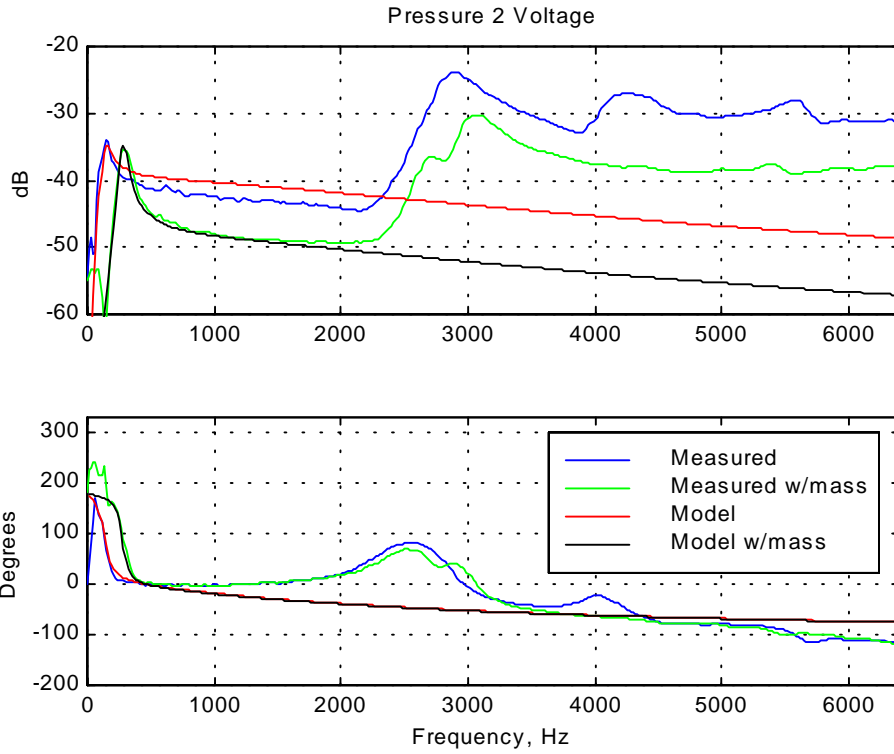 Pressure 2 Voltage
-20
-30
-40
-50
-60
dB
0 1000 2000 3000 4000 5000 6000
300
200
100
0
-100
-200
Degrees
Measured
Measured w/mass
Model
Model w/mass
0 1000 2000 3000 4000 5000 6000
Frequency, Hz